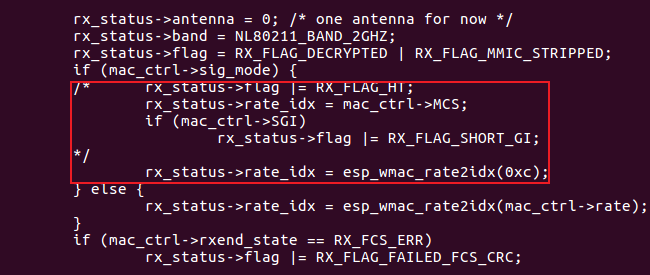 rx_status->antenna = 0; /* one antenna for now */
rx_status->band = NL80211_BAND_2GHZ;
rx_status->flag = RX_FLAG_DECRYPTED | RX_FLAG_MMIC_STRIPPED;
if (mac_ctrl->sig_mode) {
/* rx_status->flag |= RX_FLAG_HT;
rx_status->rate_idx = mac_ctrl->MCS;
if (mac_ctrl->SGI)
rx_status->flag |= RX_FLAG_SHORT_GI;
*/
rx_status->rate_idx = esp_wmac_rate2idx(0xc);
} else {
rx_status->rate_idx = esp_wmac_rate2idx(mac_ctrl->rate);
}
if (mac_ctrl->rxend_state == RX_FCS_ERR)
rx_status->flag |= RX_FLAG_FAILED_FCS_CRC;